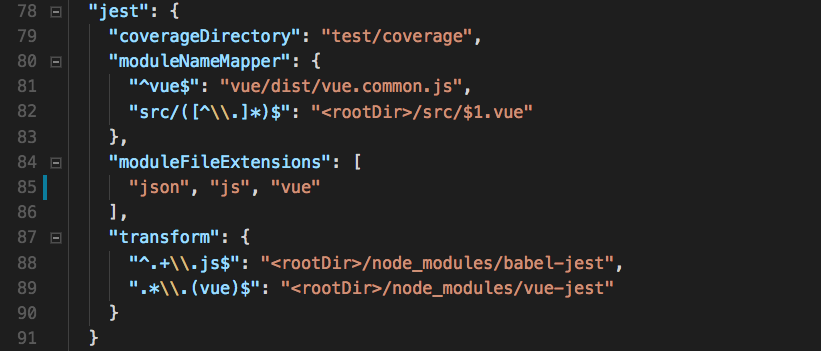 78 "jest": {
79 "coverageDirectory": "test/coverage",
80 "moduleNameMapper": {
81 "^vue$": "vue/dist/vue.common.js",
82 "src/([^\\.]*)$": "<rootDir>/src/$1.vue"
83 },
84 "moduleFileExtensions": [
85 "json", "js", "vue"
86 ],
87 "transform": {
88 "^.+\\.js$": "<rootDir>/node_modules/babel-jest",
89 ".*\\.(vue)$": "<rootDir>/node_modules/vue-jest"
90 }
91 }